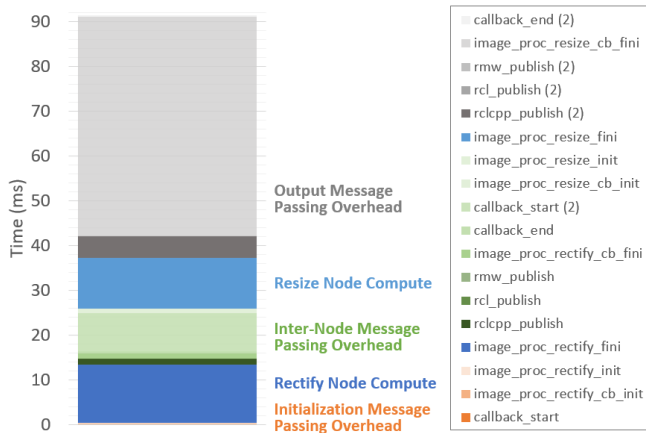 Time (ms)
90
80
70
60
50
40
30
20
10
0
Output Message
Passing Overhead
Resize Node Compute
Inter-Node Message
Passing Overhead
Rectify Node Compute
Initialization Message
Passing Overhead
callback_end (2)
image_proc_resize_cb_fini
rmw_publish (2)
rcl_publish (2)
rclcpp_publish (2)
image_proc_resize_fini
image_proc_resize_init
image_proc_resize_cb_init
callback_start (2)
callback_end
image_proc_rectify_cb_fini
rmw_publish
rcl_publish
rclcpp_publish
image_proc_rectify_fini
image_proc_rectify_init
image_proc_rectify_cb_init
callback_start